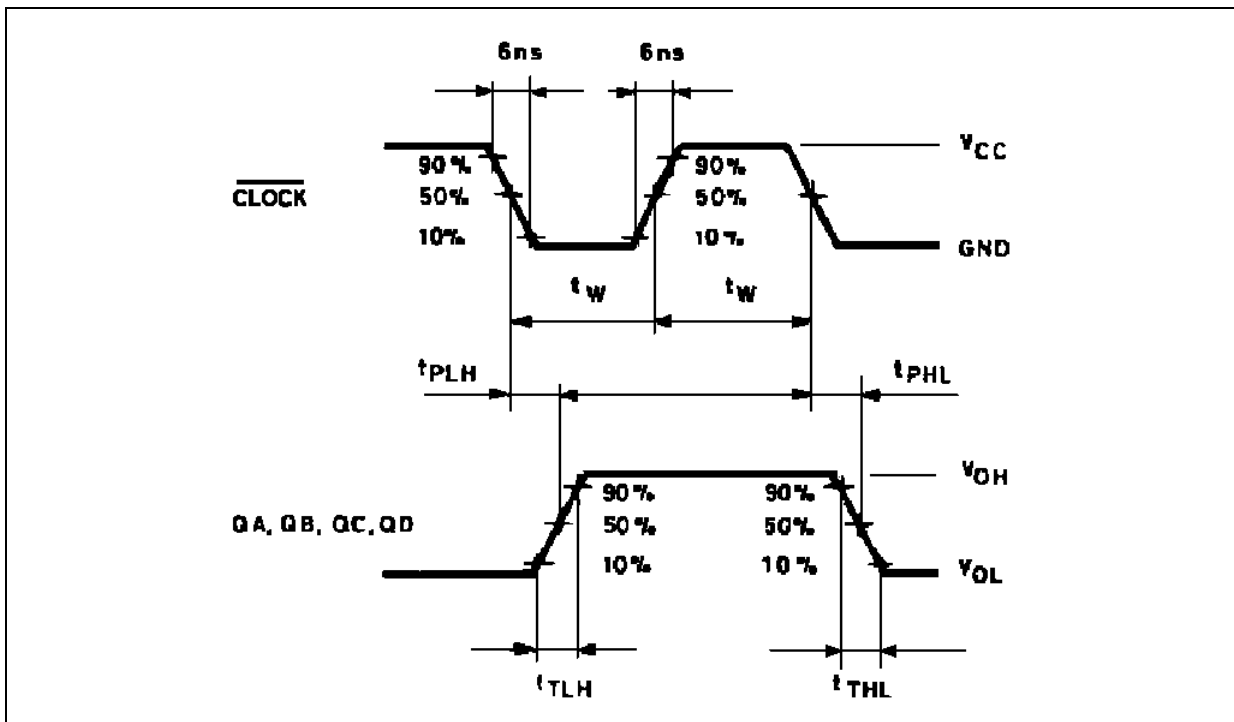 6ns 6ns
90% 90% VCC
CLOCK 50% 50%
10% 10% GND
tW tW
tPLH tPHL
90% 90% VOH
QA, QB, QC, QD 50% 50%
10% 10% VOL
tTLH tTHL